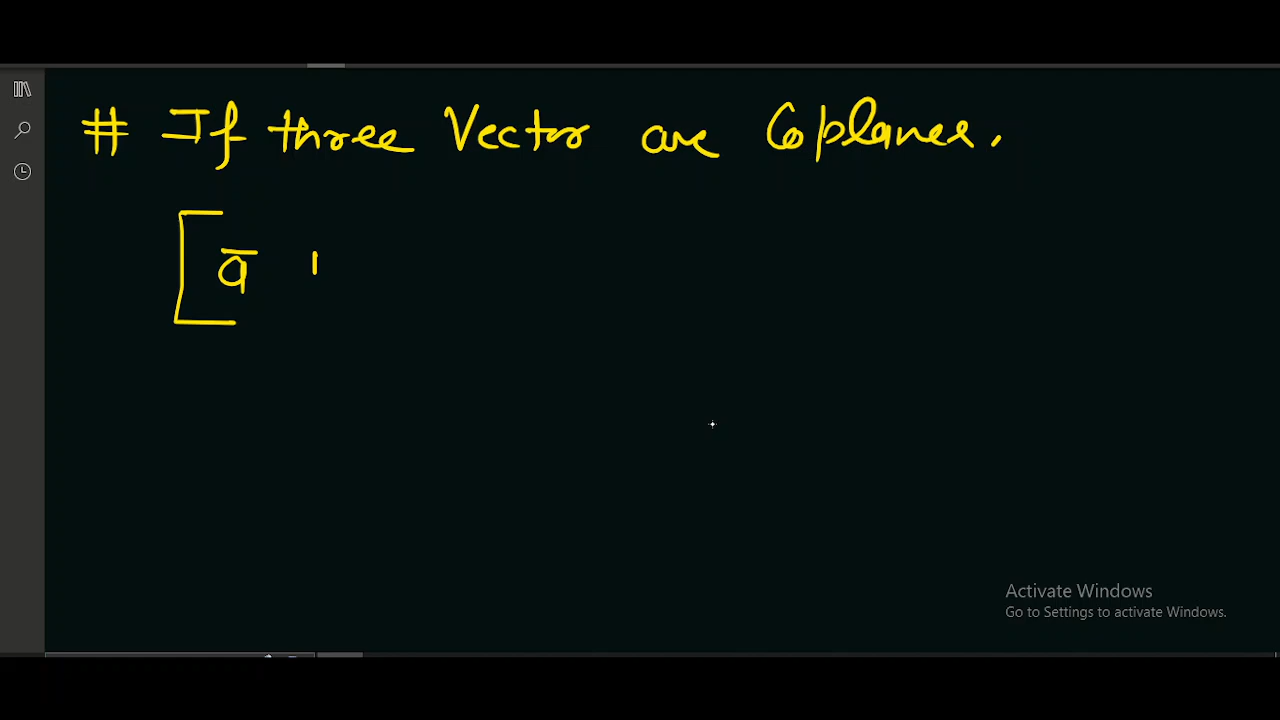 # If three Vector are Coplaner.
[ a̅ ı
Activate Windows
Go to Settings to activate Windows.